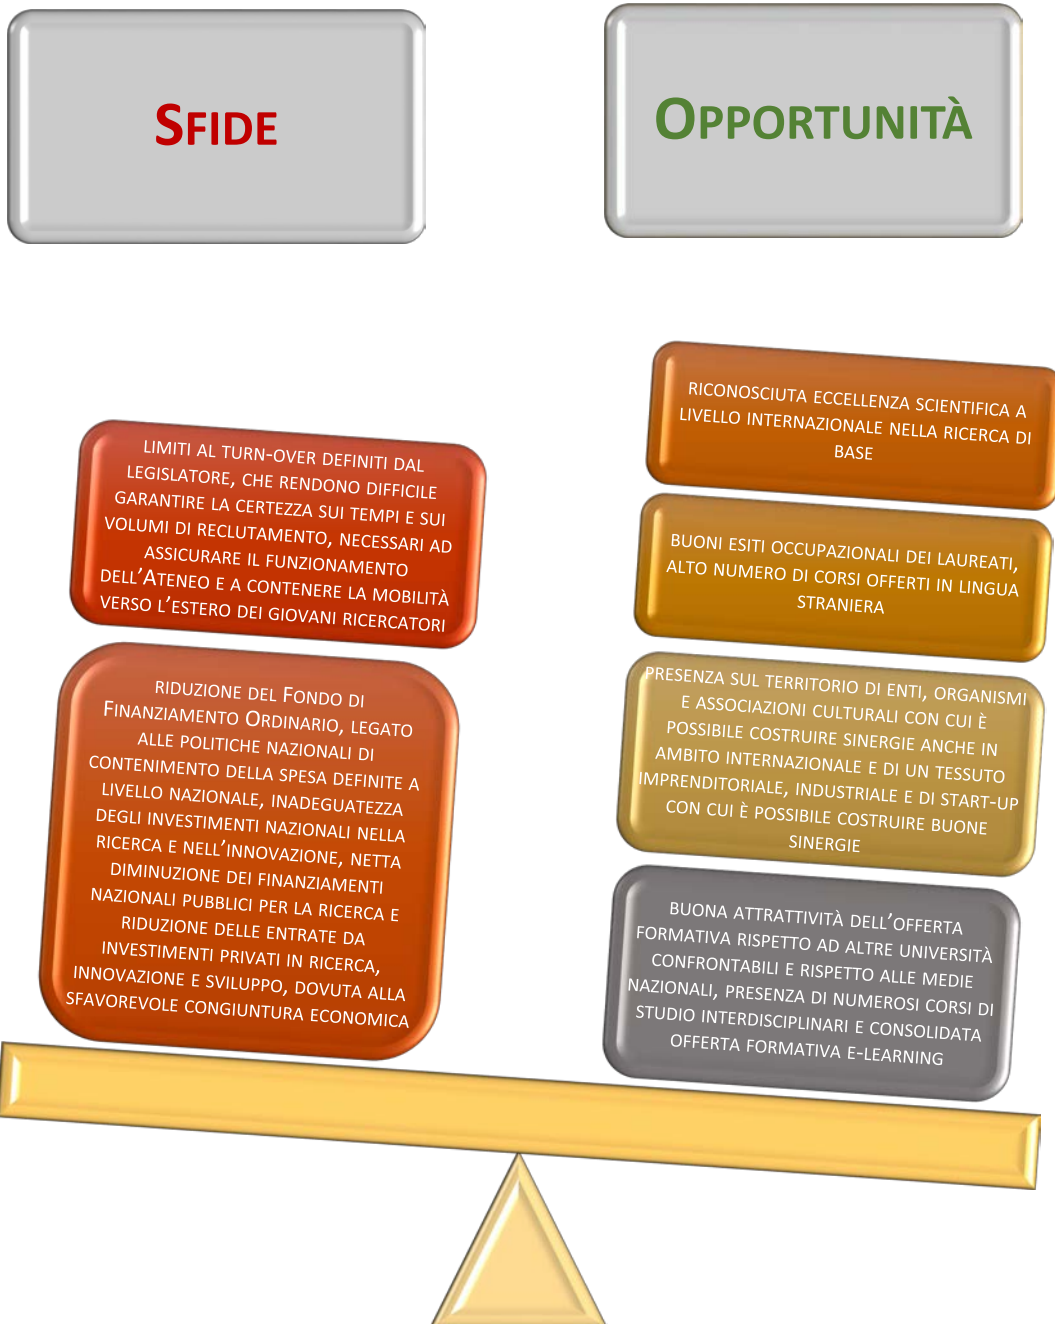 SFIDE
OPPORTUNITÀ
LIMITI AL TURN-OVER DEFINITI DAL
LEGISLATORE, CHE RENDONO DIFFICILE
GARANTIRE LA CERTEZZA SUI TEMPI E SUI
VOLUMI DI RECLUTAMENTO, NECESSARI AD
ASSICURARE IL FUNZIONAMENTO
DELL'ATENEO E A CONTENERE LA MOBILITÀ
VERSO L'ESTERO DEI GIOVANI RICERCATORI
RIDUZIONE DEL FONDO DI
FINANZIAMENTO ORDINARIO, LEGATO
ALLE POLITICHE NAZIONALI DI
CONTENIMENTO DELLA SPESA DEFINITE A
LIVELLO NAZIONALE, INADEGUATEZZA
DEGLI INVESTIMENTI NAZIONALI NELLA
RICERCA E NELL'INNOVAZIONE, NETTA
DIMINUZIONE DEI FINANZIAMENTI
NAZIONALI PUBBLICI PER LA RICERCA E
RIDUZIONE DELLE ENTRATE DA
INVESTIMENTI PRIVATI IN RICERCA,
INNOVAZIONE E SVILUPPO, DOVUTA ALLA
SFAVOREVOLE CONGIUNTURA ECONOMICA
RICONOSCIUTA ECCELLENZA SCIENTIFICA A
LIVELLO INTERNAZIONALE NELLA RICERCA DI
BASE
BUONI ESITI OCCUPAZIONALI DEI LAUREATI,
ALTO NUMERO DI CORSI OFFERTI IN LINGUA
STRANIERA
PRESENZA SUL TERRITORIO DI ENTI, ORGANISMI
E ASSOCIAZIONI CULTURALI CON CUI È
POSSIBILE COSTRUIRE SINERGIE ANCHE IN
AMBITO INTERNAZIONALE E DI UN TESSUTO
IMPRENDITORIALE, INDUSTRIALE E DI START-UP
CON CUI È POSSIBILE COSTRUIRE BUONE
SINERGIE
BUONA ATTRATTIVITÀ DELL'OFFERTA
FORMATIVA RISPETTO AD ALTRE UNIVERSITÀ
CONFRONTABILI E RISPETTO ALLE MEDIE
NAZIONALI, PRESENZA DI NUMEROSI CORSI DI
STUDIO INTERDISCIPLINARI E CONSOLIDATA
OFFERTA FORMATIVA E-LEARNING